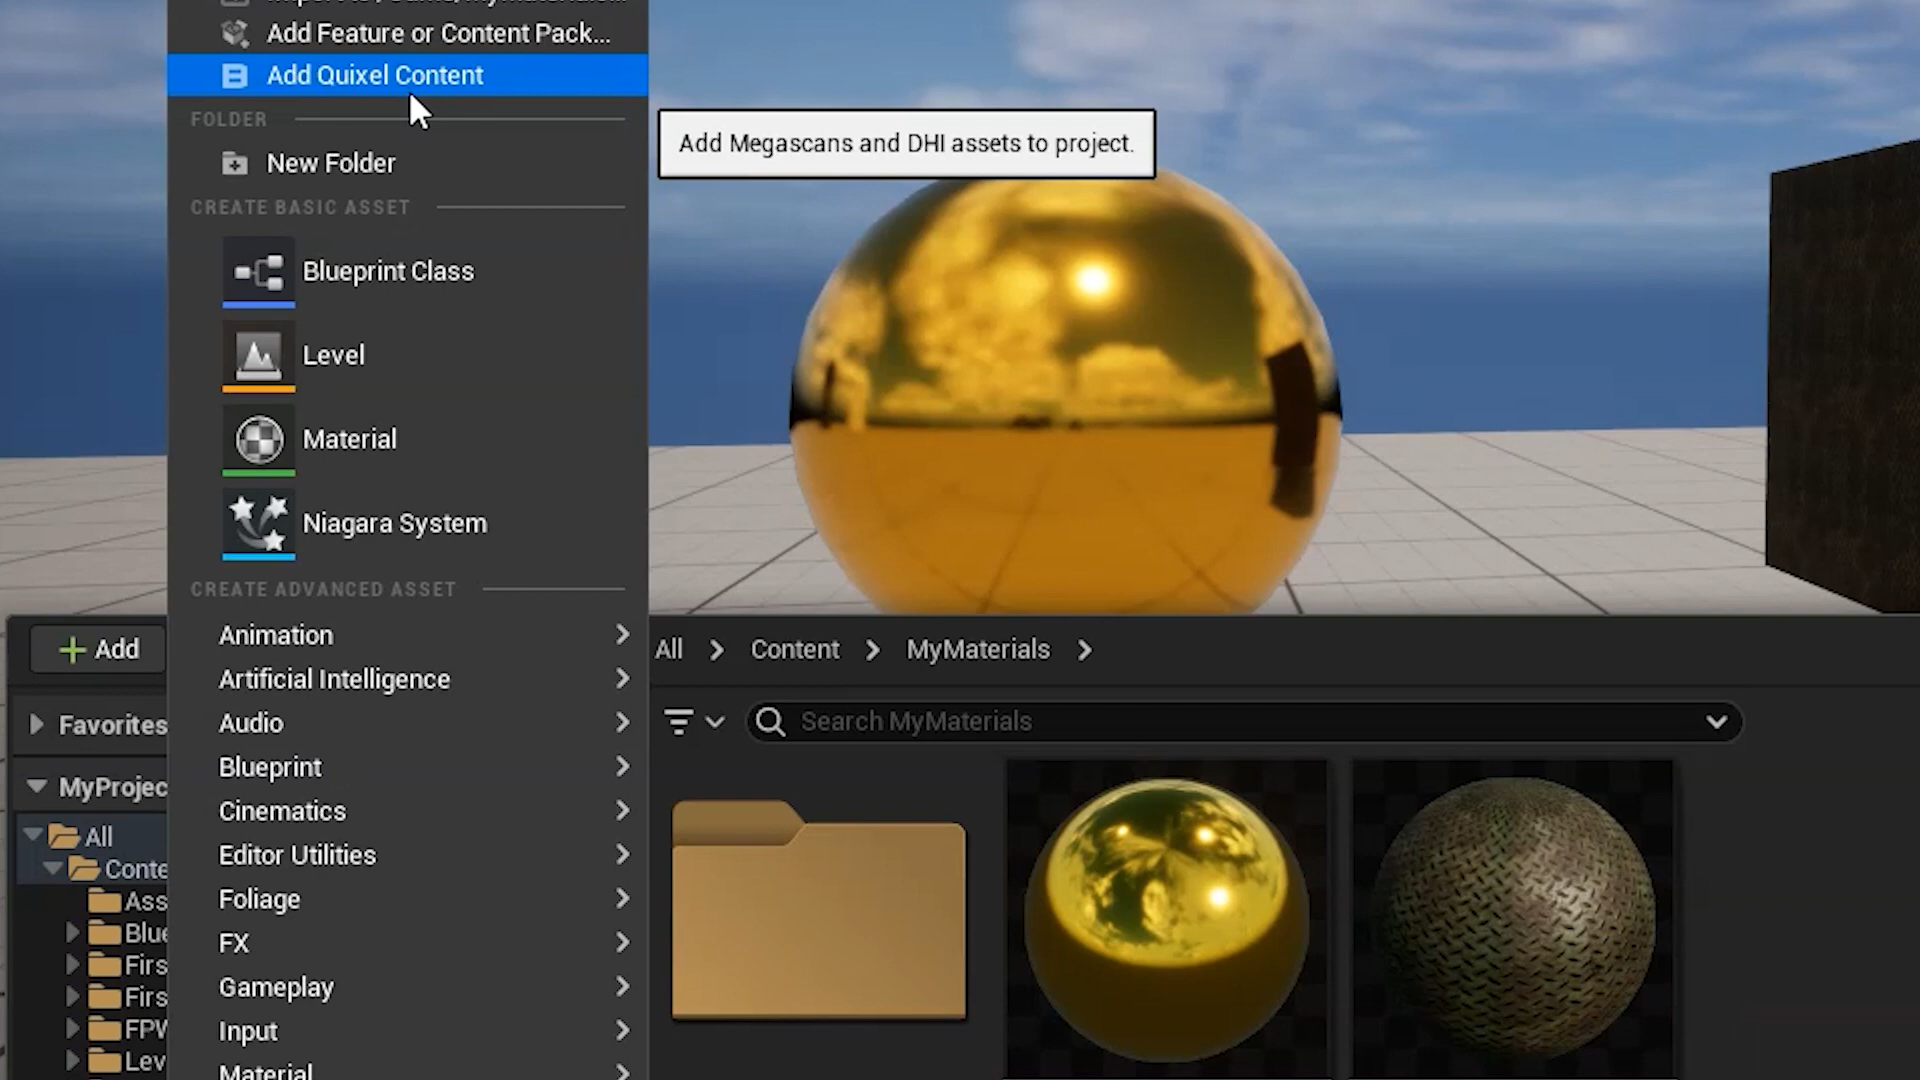 Add Feature or Content Pack...
Add Quixel Content
FOLDER
Add Megascans and DHI assets to project.
New Folder
CREATE BASIC ASSET
Blueprint Class
Level
Material
Niagara System
CREATE ADVANCED ASSET
Animation
Artificial Intelligence
Audio
Blueprint
Cinematics
Editor Utilities
Foliage
FX
Gameplay
Input
Material
Add
All
Content
MyMaterials
Favorites
Search MyMaterials
MyProjec
All
Conte
Ass
Blue
Firs
Firs
FPW
Lev